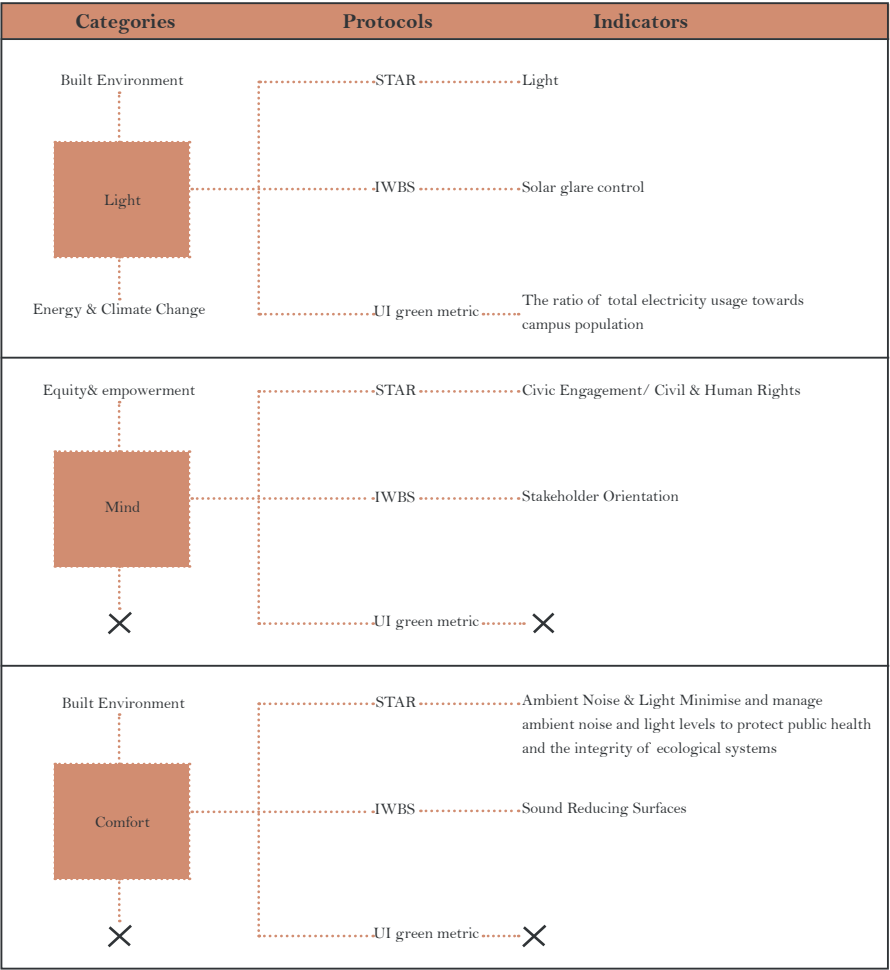 Categories Protocols Indicators
Built Environment
STAR
Light
Light
IWBS
Solar glare control
Energy & Climate Change
UI green metric
The ratio of total electricity usage towards
campus population
Equity& empowerment
STAR
Civic Engagement/ Civil & Human Rights
Mind
IWBS
Stakeholder Orientation
UI green metric
Built Environment
STAR
Ambient Noise & Light Minimise and manage
ambient noise and light levels to protect public health
and the integrity of ecological systems
Comfort
IWBS
Sound Reducing Surfaces
UI green metric